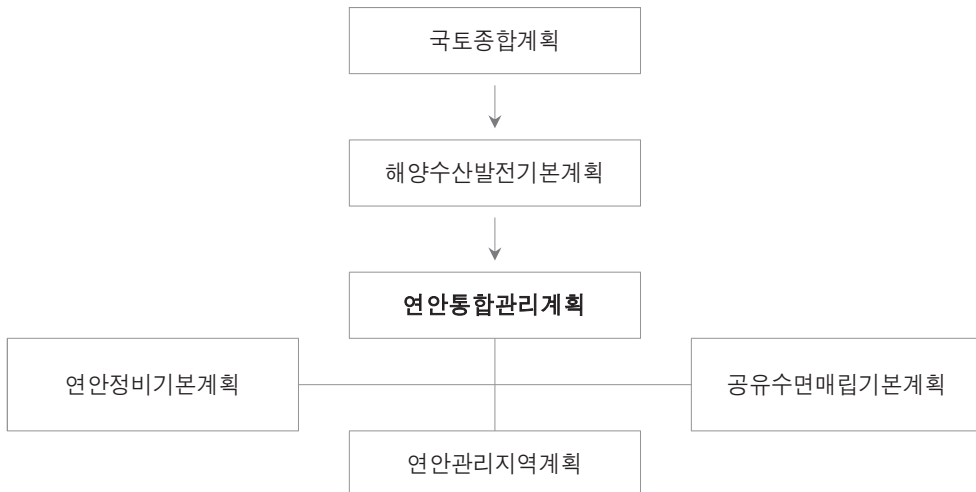 국토종합계획
해양수산발전기본계획
연안통합관리계획
연안정비기본계획
공유수면매립기본계획
연안관리지역계획